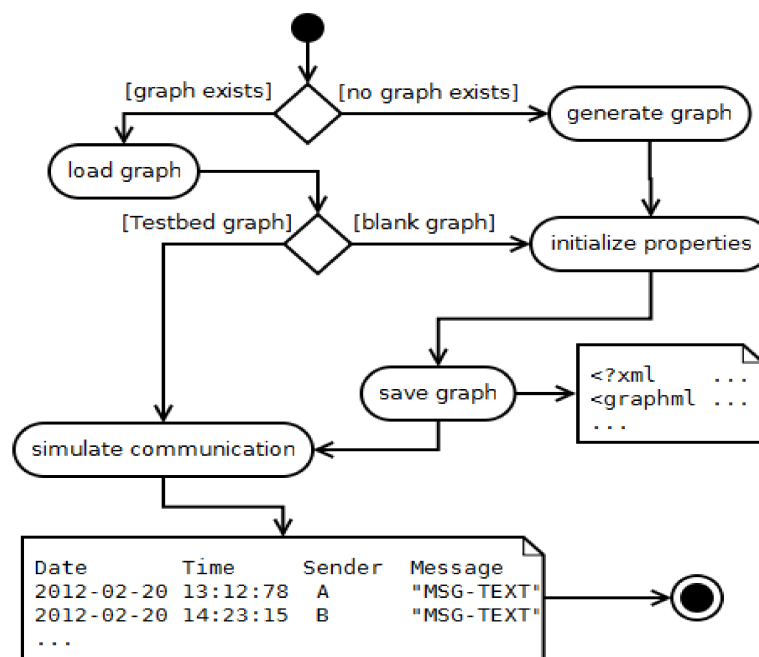 [graph exists]
[no graph exists]
generate graph
load graph
[Testbed graph]
[blank graph]
initialize properties
save graph
<?xml ...
<graphml ...
...
simulate communication
Date Time Sender Message
2012-02-20 13:12:78 A "MSG-TEXT"
2012-02-20 14:23:15 B "MSG-TEXT"
...